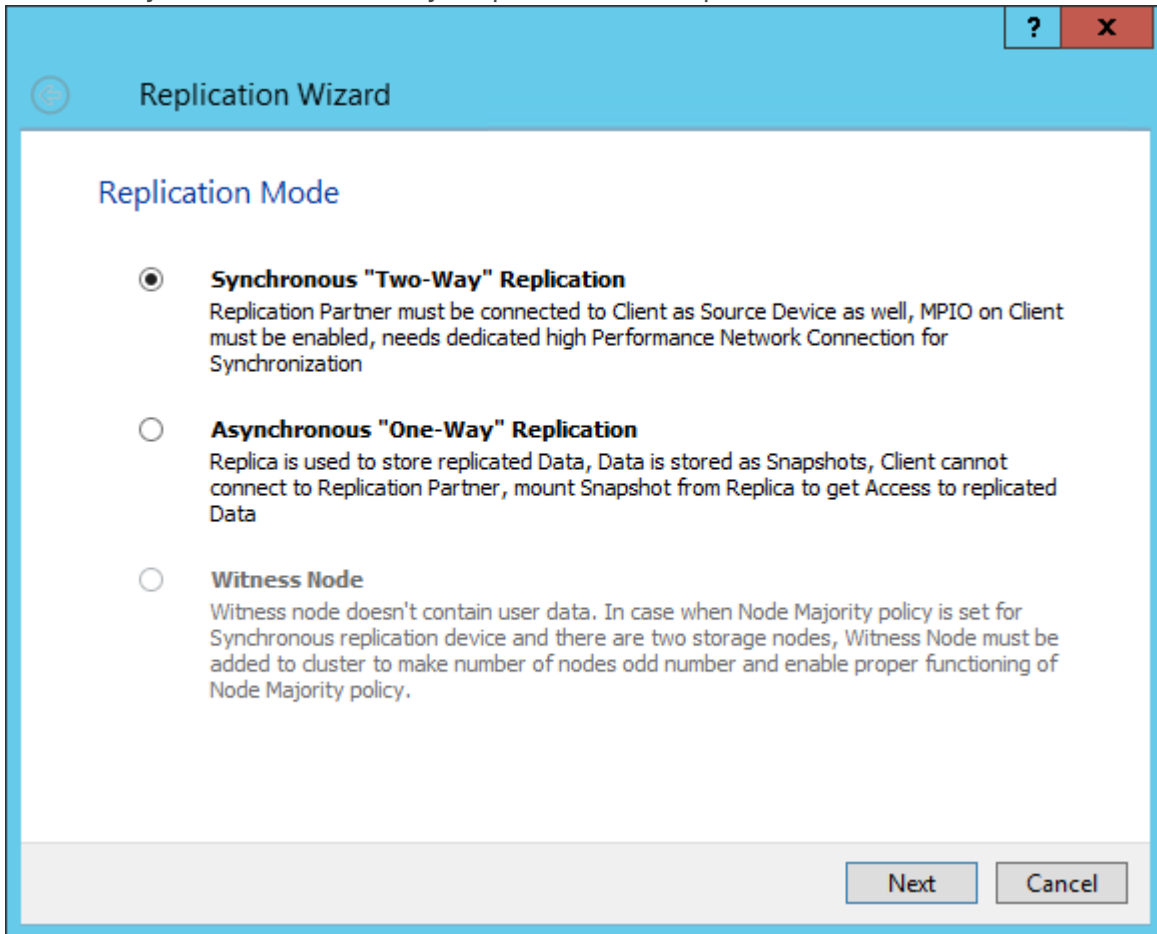 ? x
Replication Wizard
Replication Mode
Synchronous "Two-Way" Replication
Replication Partner must be connected to Client as Source Device as well, MPIO on Client
must be enabled, needs dedicated high Performance Network Connection for
Synchronization
Asynchronous "One-Way" Replication
Replica is used to store replicated Data, Data is stored as Snapshots, Client cannot
connect to Replication Partner, mount Snapshot from Replica to get Access to replicated
Data
Witness Node
Witness node doesn't contain user data. In case when Node Majority policy is set for
Synchronous replication device and there are two storage nodes, Witness Node must be
added to cluster to make number of nodes odd number and enable proper functioning of
Node Majority policy.
Next Cancel